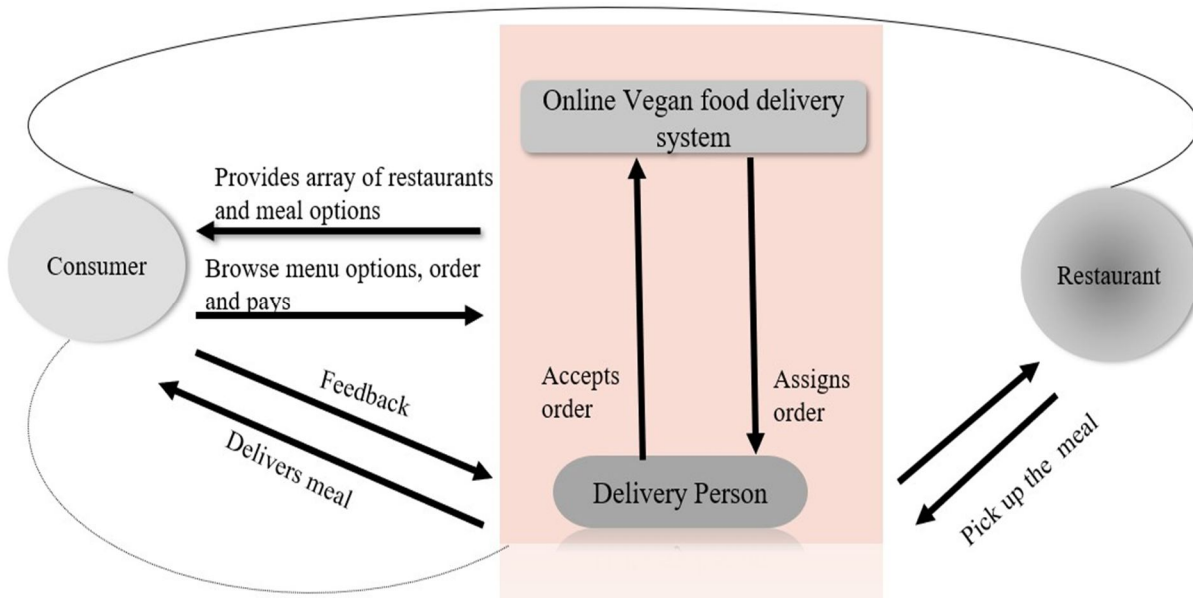 Online Vegan food delivery
system
Provides array of restaurants
and meal options
Consumer
Browse menu options, order
and pays
Restaurant
Feedback
Delivers meal
Accepts
order
Assigns
order
Delivery Person
Pick up the meal